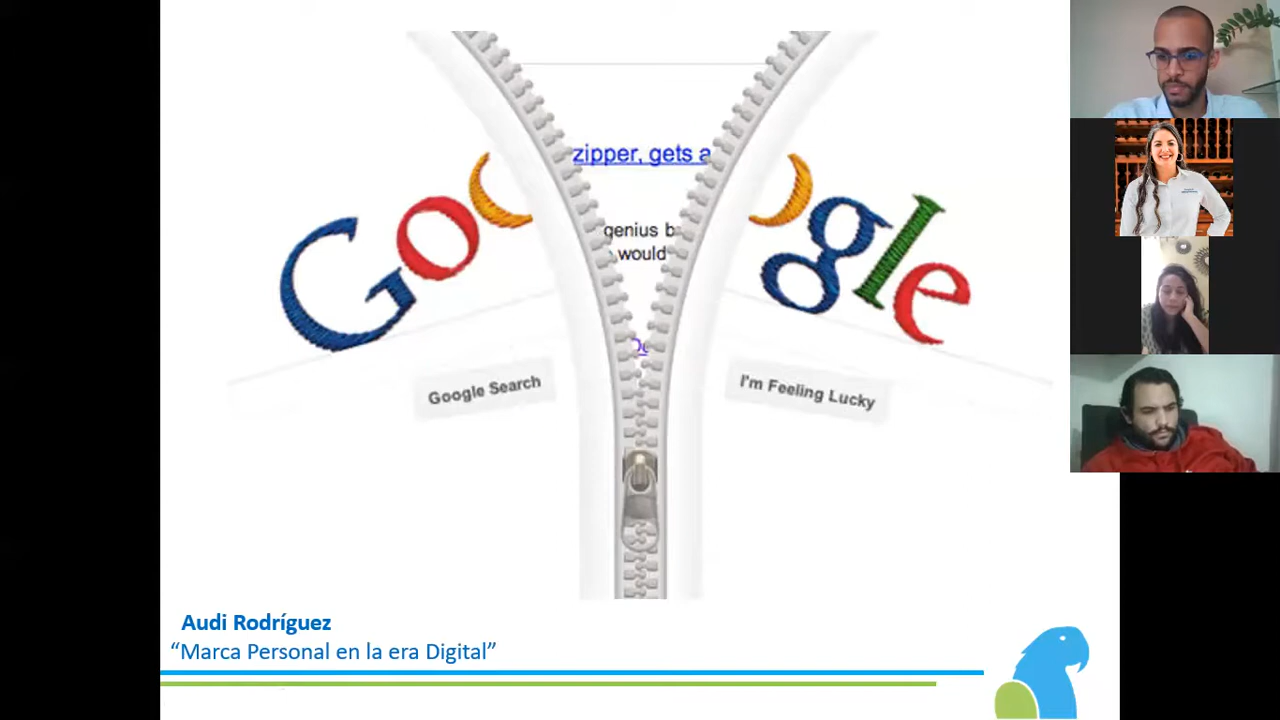 zipper, gets a
Google
genius b
would
Google Search
I'm Feeling Lucky
Audi Rodríguez
“Marca Personal en la era Digital”